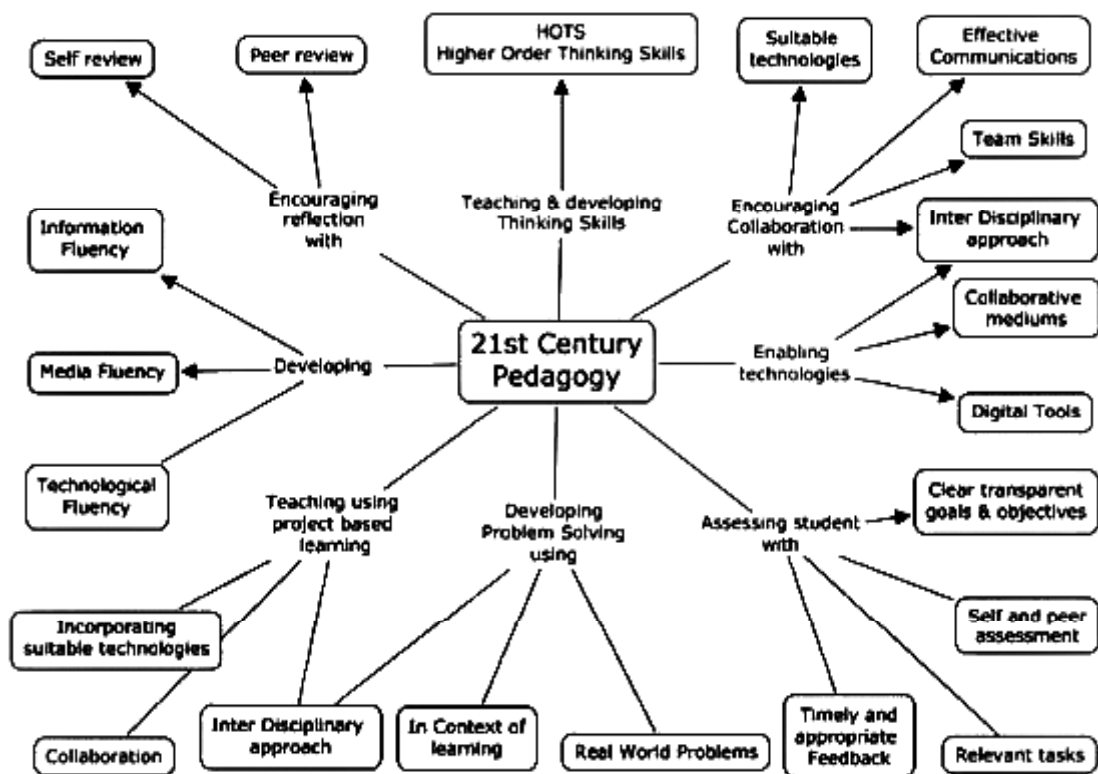 HOTS
Higher Order Thinking Skills
Self review
Peer review
Suitable
technologies
Effective
Communications
Team Skills
Encouraging
reflection
with
Teaching & developing
Thinking Skills
Encouraging
Collaboration
with
Inter Disciplinary
approach
Information
Fluency
Collaborative
mediums
21st Century
Pedagogy
Media Fluency
Developing
Enabling
technologies
Digital Tools
Technological
Fluency
Teaching using
project based
learning
Developing
Problem Solving
using
Assessing student
with
Clear transparent
goals & objectives
Incorporating
suitable technologies
Self and peer
assessment
Collaboration
Inter Disciplinary
approach
In Context of
learning
Real World Problems
Timely and
appropriate
Feedback
Relevant tasks